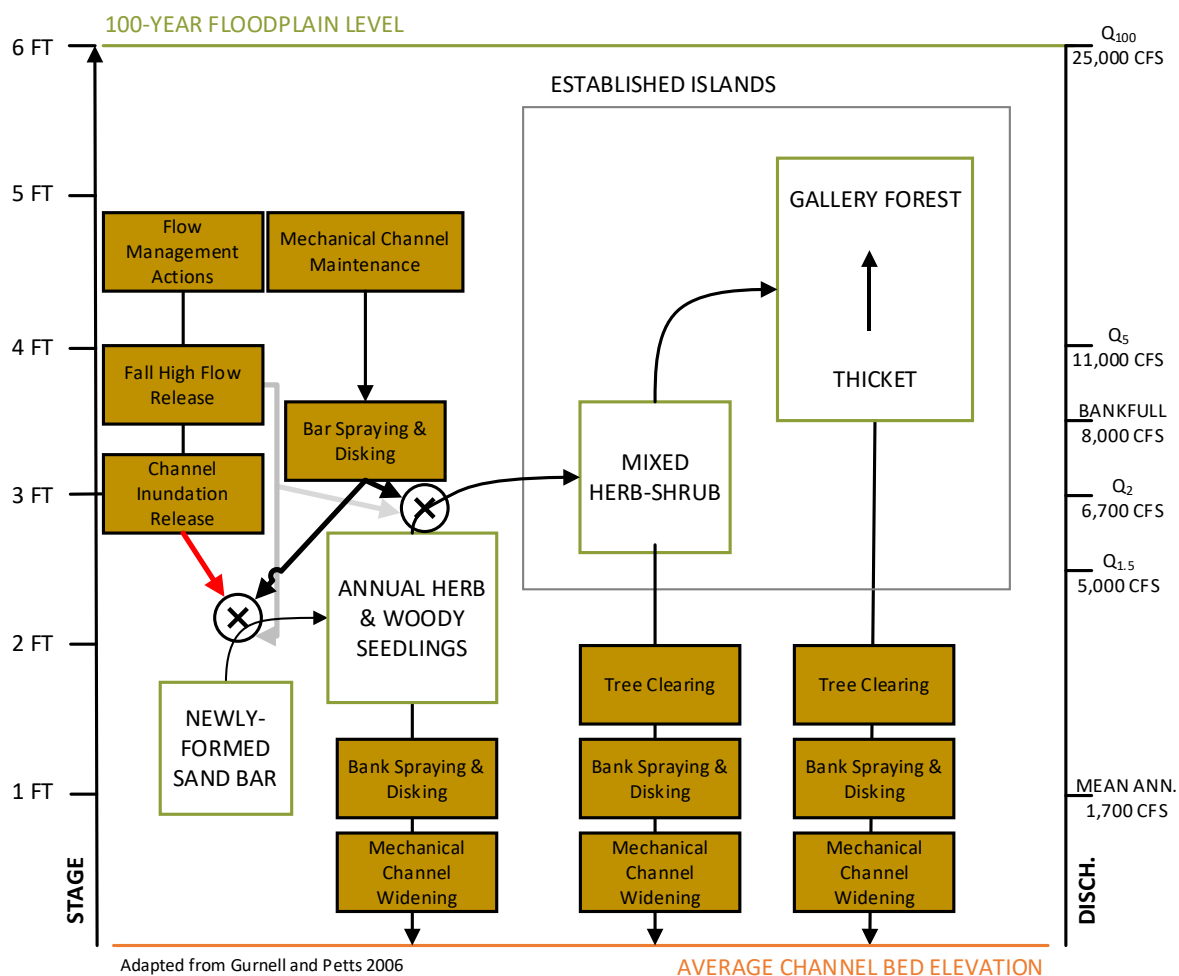 100-YEAR FLOODPLAIN LEVEL
6 FT
5 FT
4 FT
3 FT
2 FT
1 FT
STAGE
Flow
Management
Actions
Mechanical Channel
Maintenance
Fall High Flow
Release
Channel
Inundation
Release
Bar Spraying &
Disking
NEWLY-
FORMED
SAND BAR
ANNUAL HERB
& WOODY
SEEDLINGS
Bank Spraying &
Disking
Mechanical
Channel
Widening
ESTABLISHED ISLANDS
MIXED
HERB-SHRUB
Tree Clearing
Bank Spraying &
Disking
Mechanical
Channel
Widening
GALLERY FOREST
THICKET
Tree Clearing
Bank Spraying &
Disking
Mechanical
Channel
Widening
Q100
25,000 CFS
Q5
11,000 CFS
BANKFULL
8,000 CFS
Q2
6,700 CFS
Q1.5
5,000 CFS
MEAN ANN.
1,700 CFS
DISCH.
Adapted from Gurnell and Petts 2006
AVERAGE CHANNEL BED ELEVATION